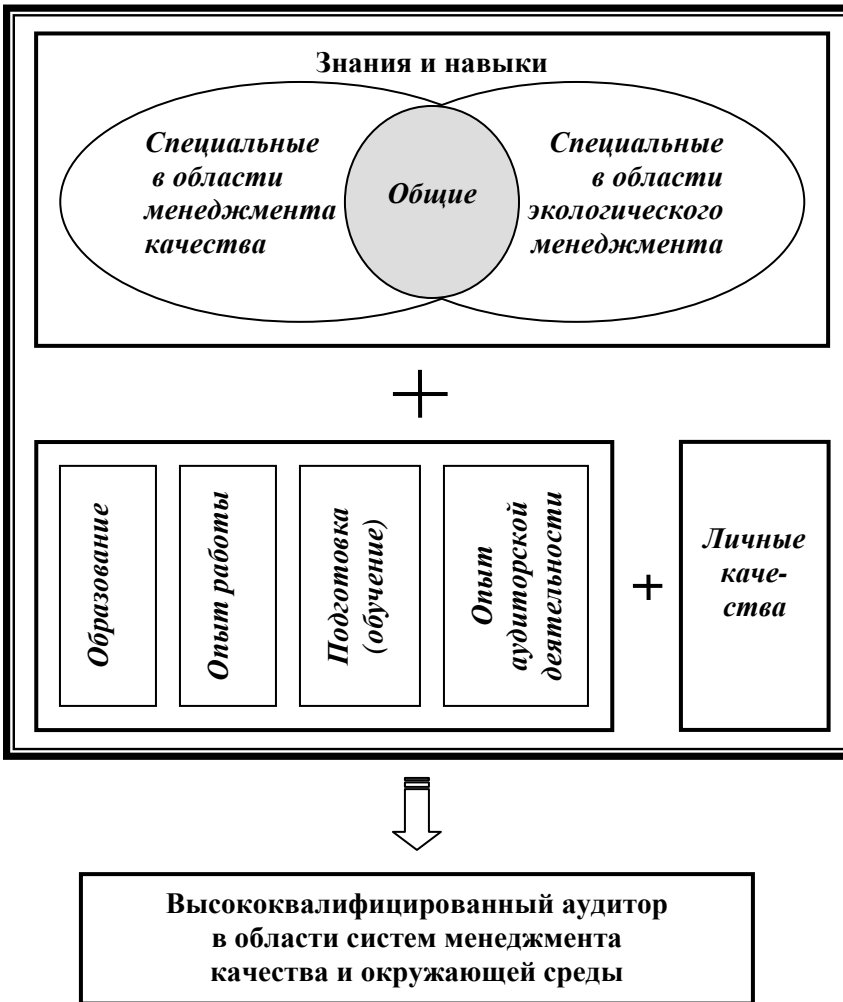 Знания и навыки
Специальные
в области
менеджмента
качества
Общие
Специальные
в области
экологического
менеджмента
+
Образование
Опыт работы
Подготовка
(обучение)
Опыт
аудиторской
деятельности
+
Личные
каче-
ства
Высококвалифицированный аудитор
в области систем менеджмента
качества и окружающей среды